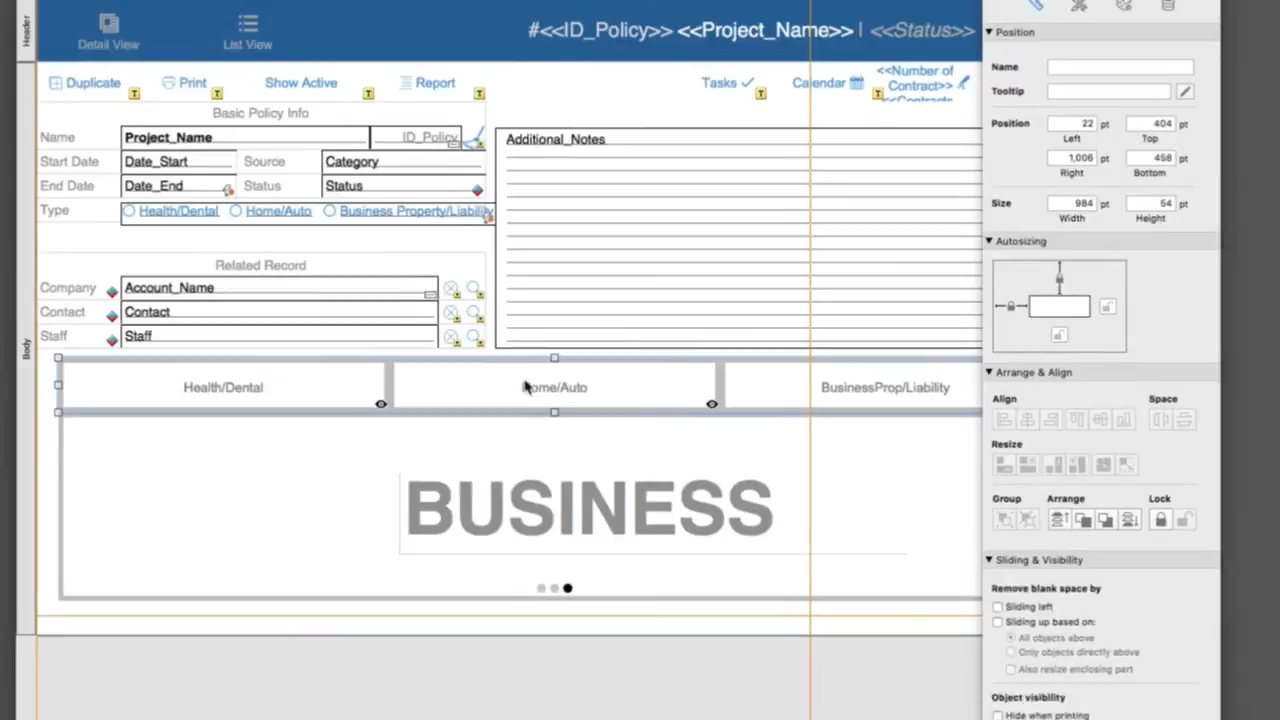 Header
Detail View
List View
#<<ID_Policy>> <<Project_Name>> | <<Status>>
Duplicate
Print
Show Active
Report
Tasks
Calendar
<<Number of
Contract>>
<<Contracts
T T T T T T
Basic Policy Info
Name
Project_Name
ID_Policy
Start Date
Date_Start
Source
Category
End Date
Date_End
Status
Status
Type
Health/Dental
Home/Auto
Business Property/Liability
Additional_Notes
Related Record
Company
Account_Name
Contact
Contact
Staff
Staff
Body
Health/Dental
Home/Auto
BusinessProp/Liability
BUSINESS
Position
Name
Tooltip
Position
22 pt
404 pt
Left
Top
1,006 pt
458 pt
Right
Bottom
Size
984 pt
54 pt
Width
Height
Autosizing
Arrange & Align
Align
Space
Resize
Group
Arrange
Lock
Sliding & Visibility
Remove blank space by
Sliding left
Sliding up based on:
All objects above
Only objects directly above
Also resize enclosing part
Object visibility
Hide when printing